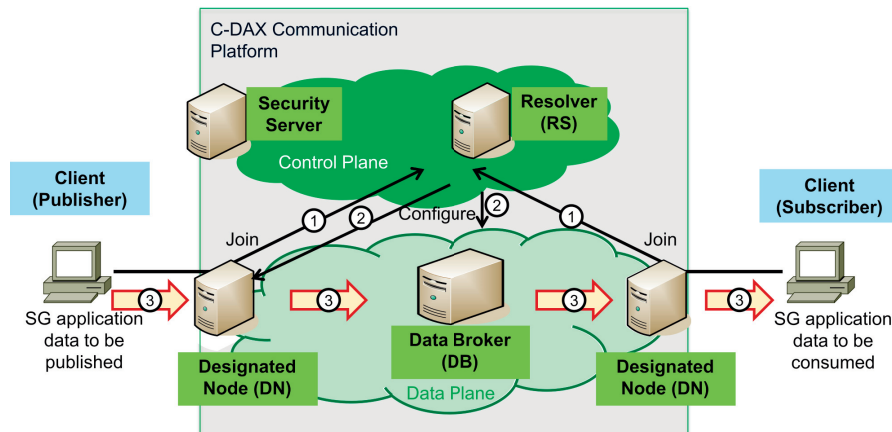 C-DAX Communication
Platform
Security
Server
Resolver
(RS)
Control Plane
Client
(Publisher)
Client
(Subscriber)
1
2
Configure
2
1
Join
Join
3
3
3
3
SG application
data to be
published
Designated
Node (DN)
Data Broker
(DB)
Data Plane
Designated
Node (DN)
SG application
data to be
consumed